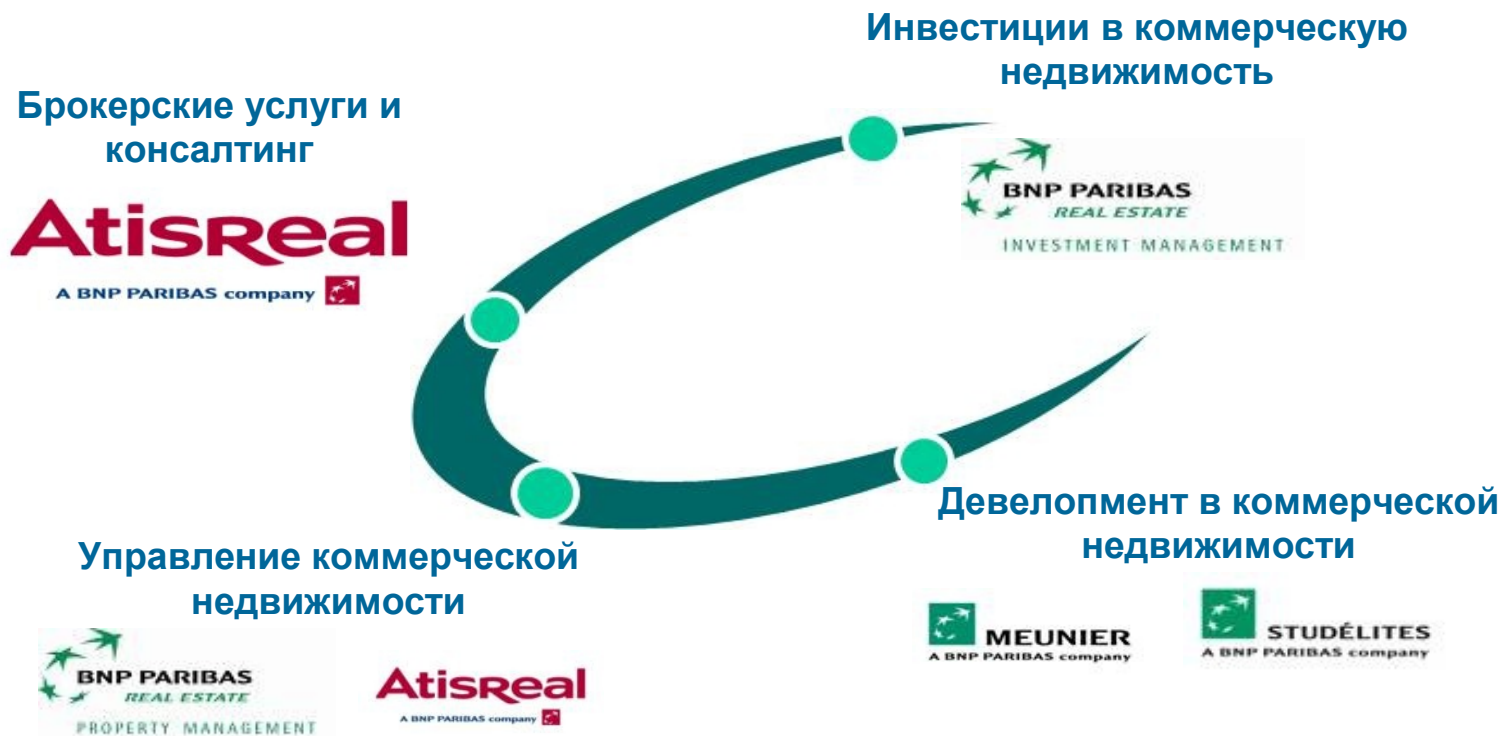 Инвестиции в коммерческую
недвижимость
Брокерские услуги и
консалтинг
BNP PARIBAS
REAL ESTATE
INVESTMENT MANAGEMENT
AtisReal
A BNP PARIBAS company
Девелопмент в коммерческой
недвижимости
Управление коммерческой
недвижимости
MEUNIER
A BNP PARIBAS company
STUDÉLITES
A BNP PARIBAS company
BNP PARIBAS
REAL ESTATE
PROPERTY MANAGEMENT
AtisReal
A BNP PARIBAS company